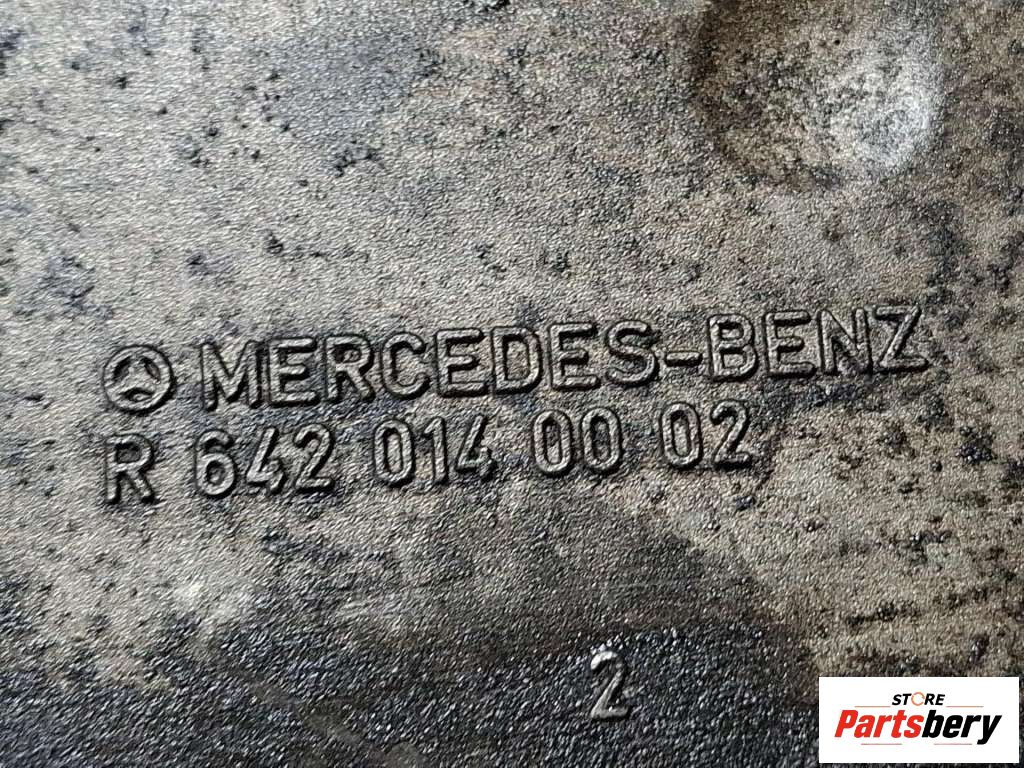 MERCEDES-BENZ
R 642 014 00 02
2
STORE
Partsbery